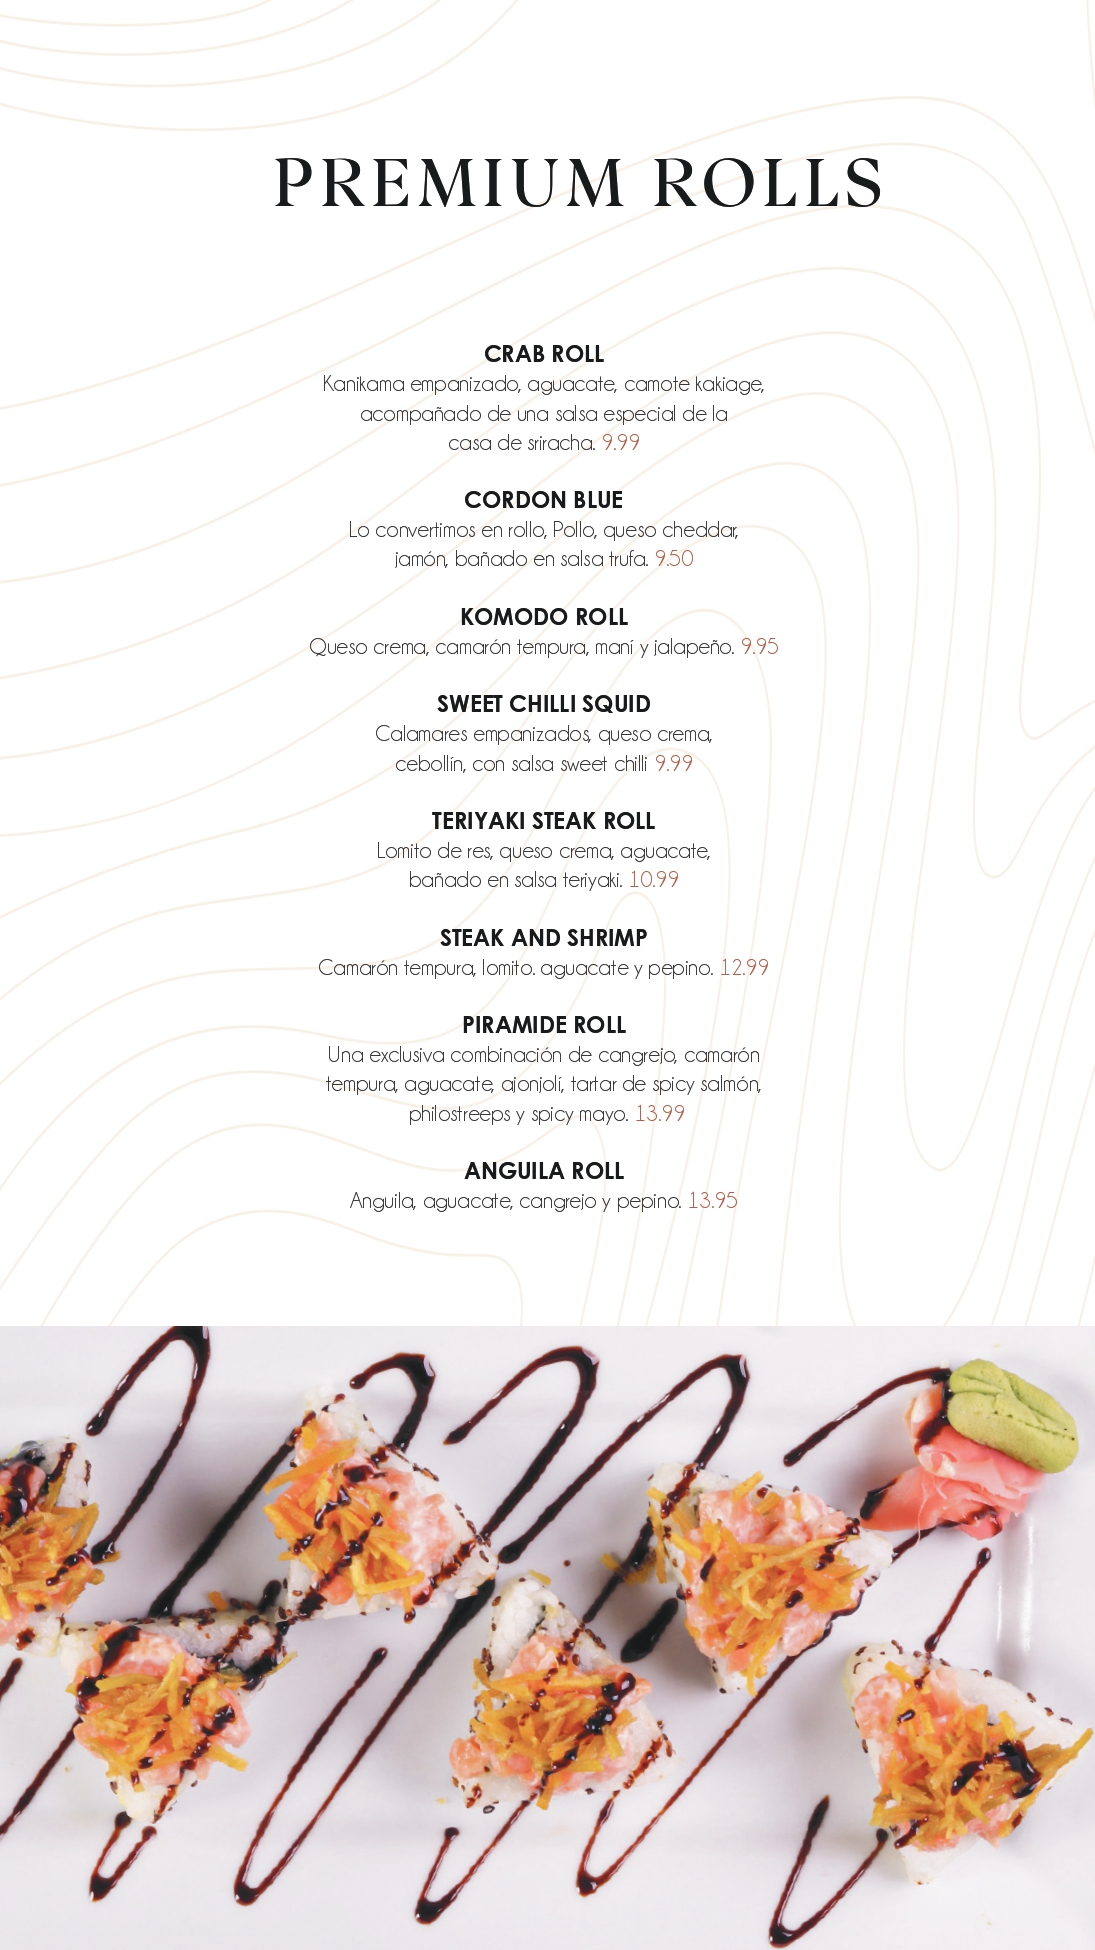 PREMIUM ROLLS
CRAB ROLL
Kanikama empanizado, aguacate, camote kakiage,
acompañado de una salsa especial de la
casa de sriracha. 9.99
CORDON BLUE
Lo convertimos en rollo, Pollo, queso cheddar,
jamón, bañado en salsa trufa. 9.50
KOMODO ROLL
Queso crema, camarón tempura, maní y jalapeño. 9.95
SWEET CHILLI SQUID
Calamares empanizados, queso crema,
cebollín, con salsa sweet chilli 9.99
TERIYAKI STEAK ROLL
Lomito de res, queso crema, aguacate,
bañado en salsa teriyaki. 10.99
STEAK AND SHRIMP
Camarón tempura, lomito. aguacate y pepino. 12.99
PIRAMIDE ROLL
Una exclusiva combinación de cangrejo, camarón
tempura, aguacate, ajonjolí, tartar de spicy salmón,
philostreeps y spicy mayo. 13.99
ANGUILA ROLL
Anguila, aguacate, cangrejo y pepino. 13.95